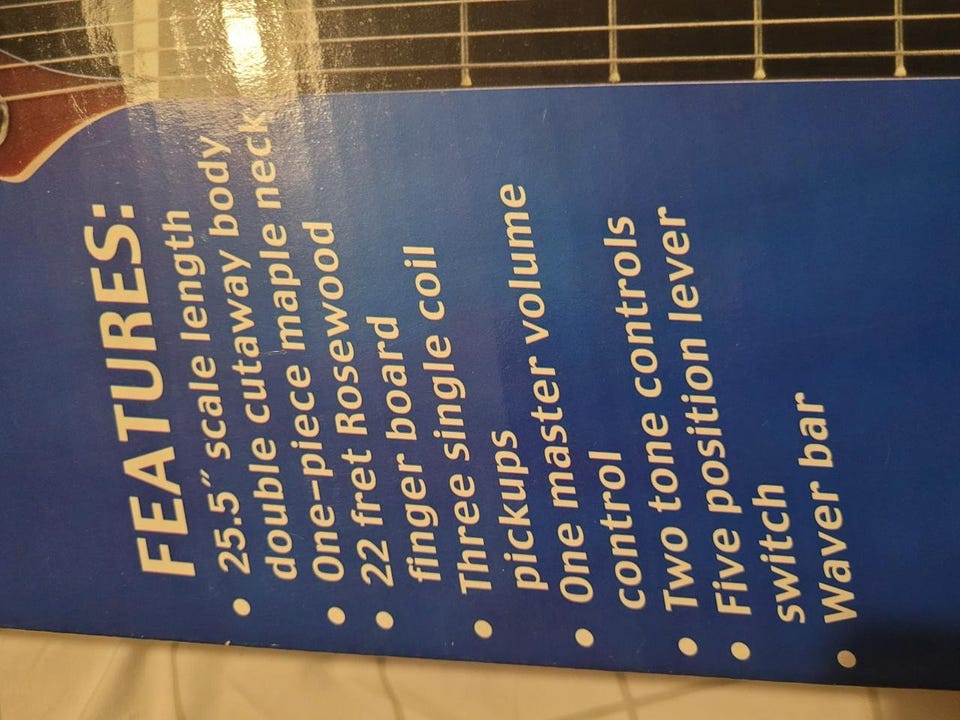 FEATURES:
• 25.5″ scale length
double cutaway body
• One-piece maple neck
• 22 fret Rosewood
finger board
• Three single coil
pickups
• One master volume
control
• Two tone controls
• Five position lever
switch
• Waver bar